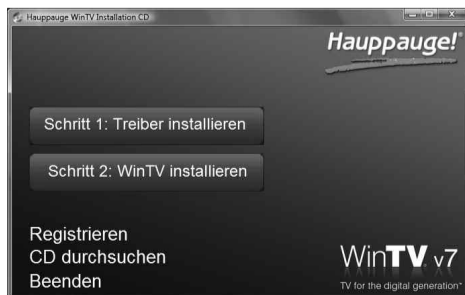 Hauppauge WinTV Installation CD
Hauppauge!®
Schritt 1: Treiber installieren
Schritt 2: WinTV installieren
Registrieren
CD durchsuchen
Beenden
WinTV v7
TV for the digital generation™